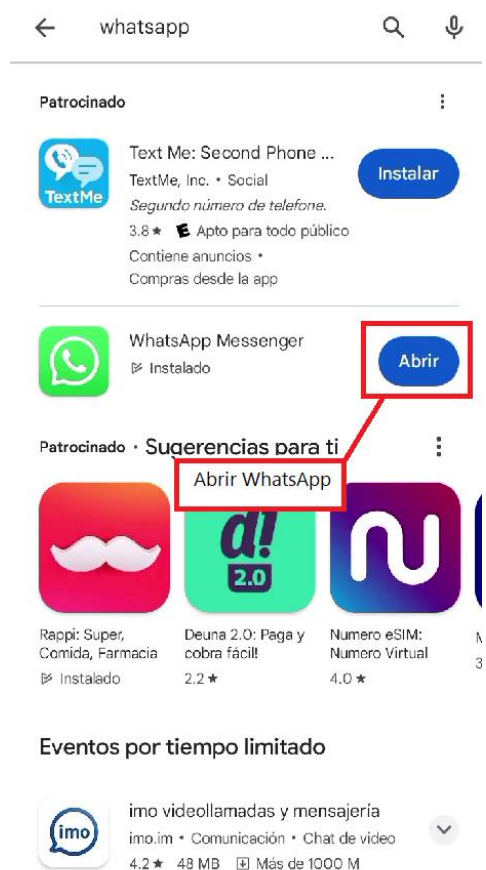 whatsapp
Patrocinado
Text Me: Second Phone ...
TextMe, Inc. • Social
Segundo número de telefone.
3.8★ E Apto para todo público
Contiene anuncios •
Compras desde la app
TextMe
Instalar
WhatsApp Messenger
Instalado
Abrir
Patrocinado · Sugerencias para ti
Abrir WhatsApp
d!
2.0
Rappi: Super,
Comida, Farmacia
Instalado
Deuna 2.0: Paga y
cobra fácil!
2.2★
Numero eSIM:
Numero Virtual
4.0★
Eventos por tiempo limitado
imo
imo videollamadas y mensajería
imo.im • Comunicación • Chat de video
4.2★ 48 MB Más de 1000 M